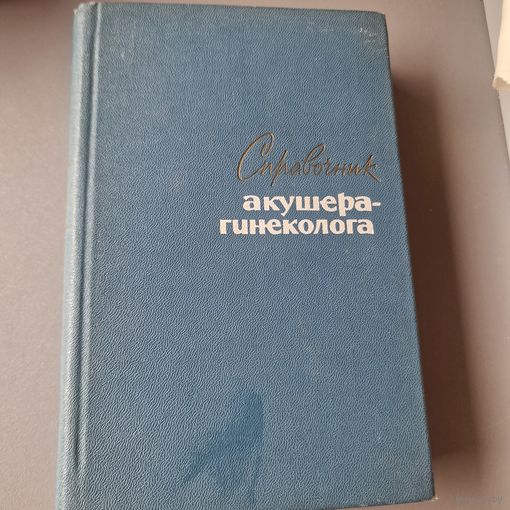 Справочник
акушера-
гинеколога